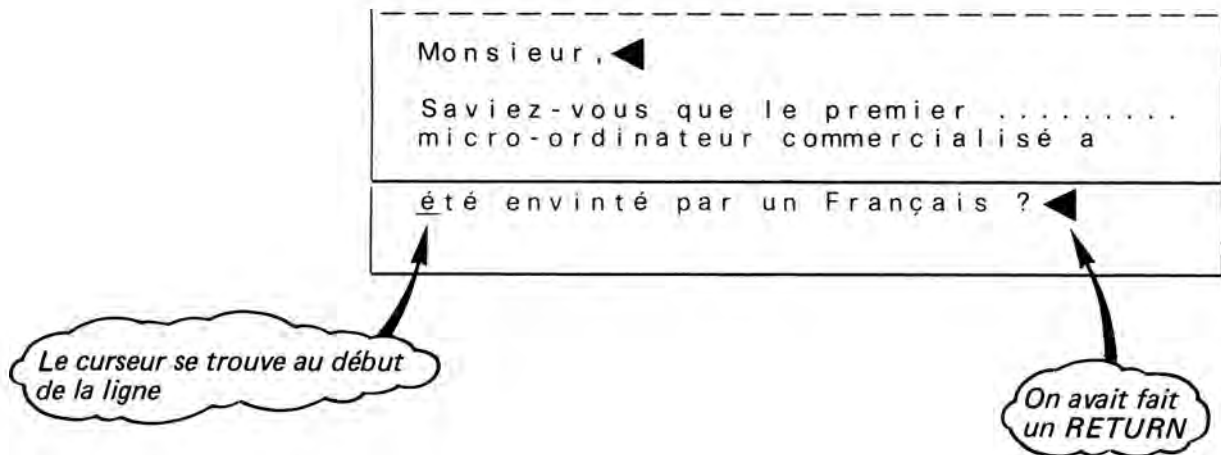 Monsieur,
Saviez-vous que le premier .........
micro-ordinateur commercialisé a
été envinté par un Français ?
Le curseur se trouve au début
de la ligne
On avait fait
un RETURN